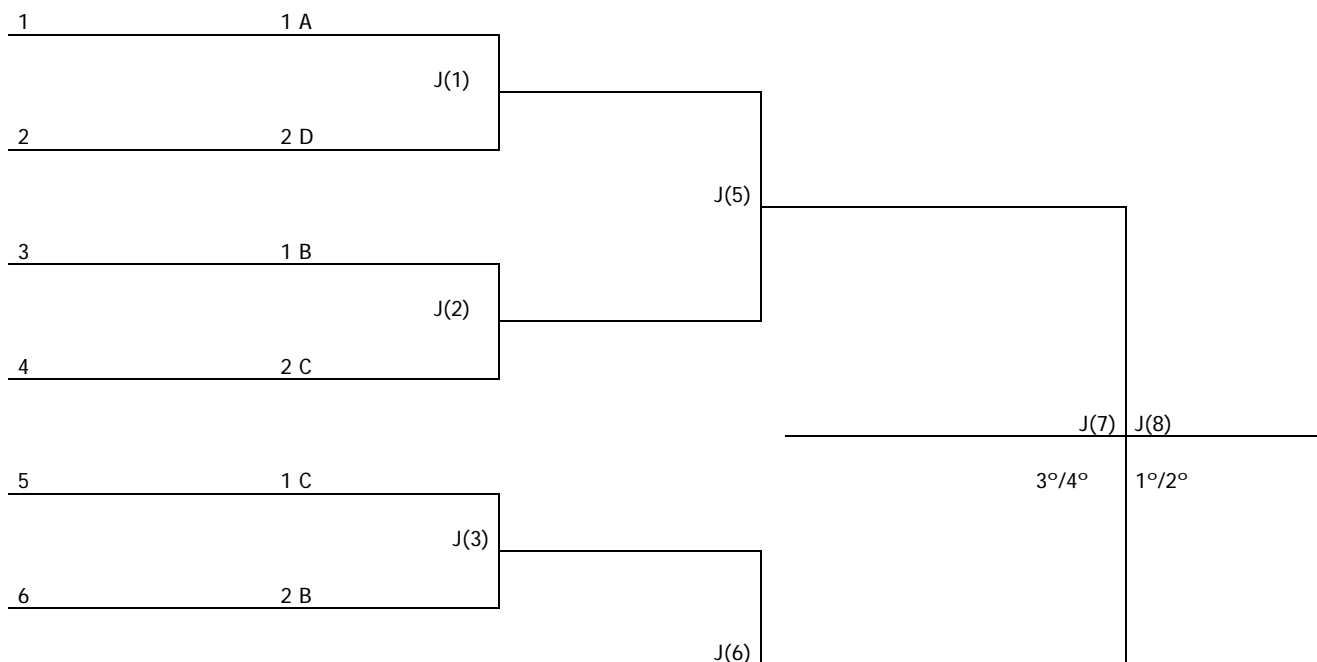 1 1 A
J(1)
2 2 D
J(5)
3 1 B
J(2)
4 2 C
J(7) J(8)
5 1 C
3º/4º 1º/2º
J(3)
6 2 B
J(6)